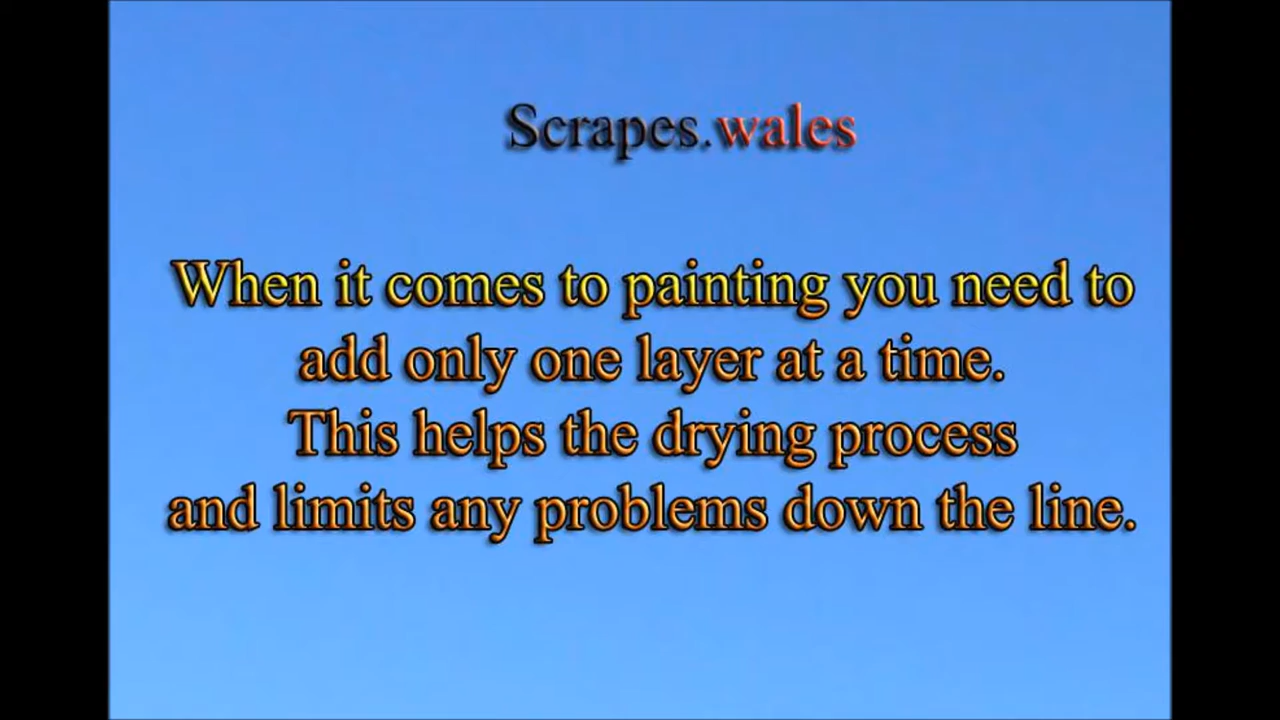 Scrapes.wales
When it comes to painting you need to
add only one layer at a time.
This helps the drying process
and limits any problems down the line.